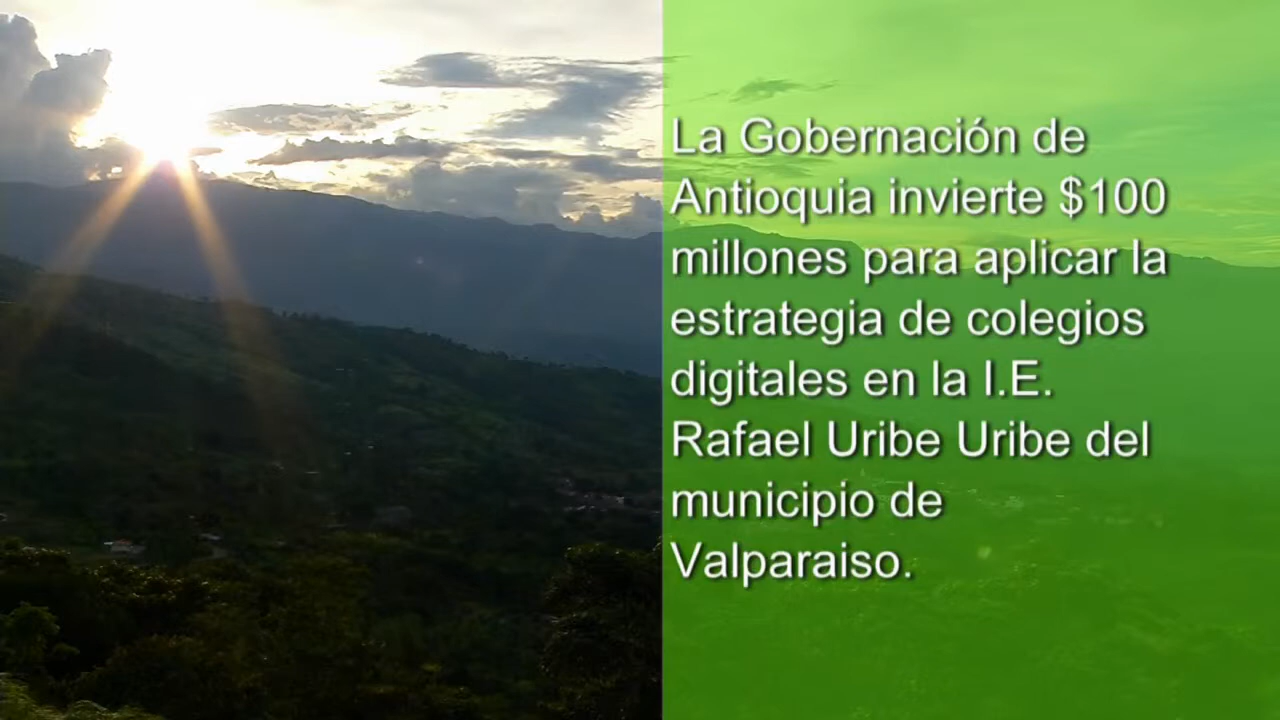 La Gobernación de
Antioquia invierte $100
millones para aplicar la
estrategia de colegios
digitales en la I.E.
Rafael Uribe Uribe del
municipio de
Valparaiso.